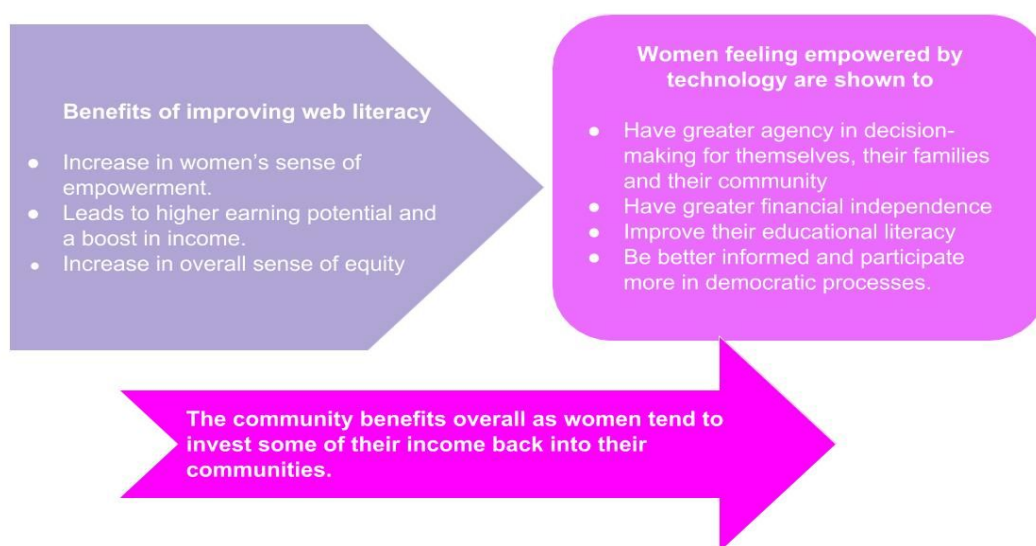 Benefits of improving web literacy
● Increase in women's sense of
empowerment.
● Leads to higher earning potential and
a boost in income.
● Increase in overall sense of equity
Women feeling empowered by
technology are shown to
● Have greater agency in decision-
making for themselves, their families
and their community
● Have greater financial independence
● Improve their educational literacy
● Be better informed and participate
more in democratic processes.
The community benefits overall as women tend to
invest some of their income back into their
communities.